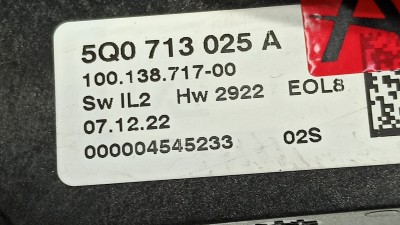 5Q0 713 025 A
100.138.717-00
Sw IL2 Hw 2922 EOL8
07.12.22
000004545233 02S